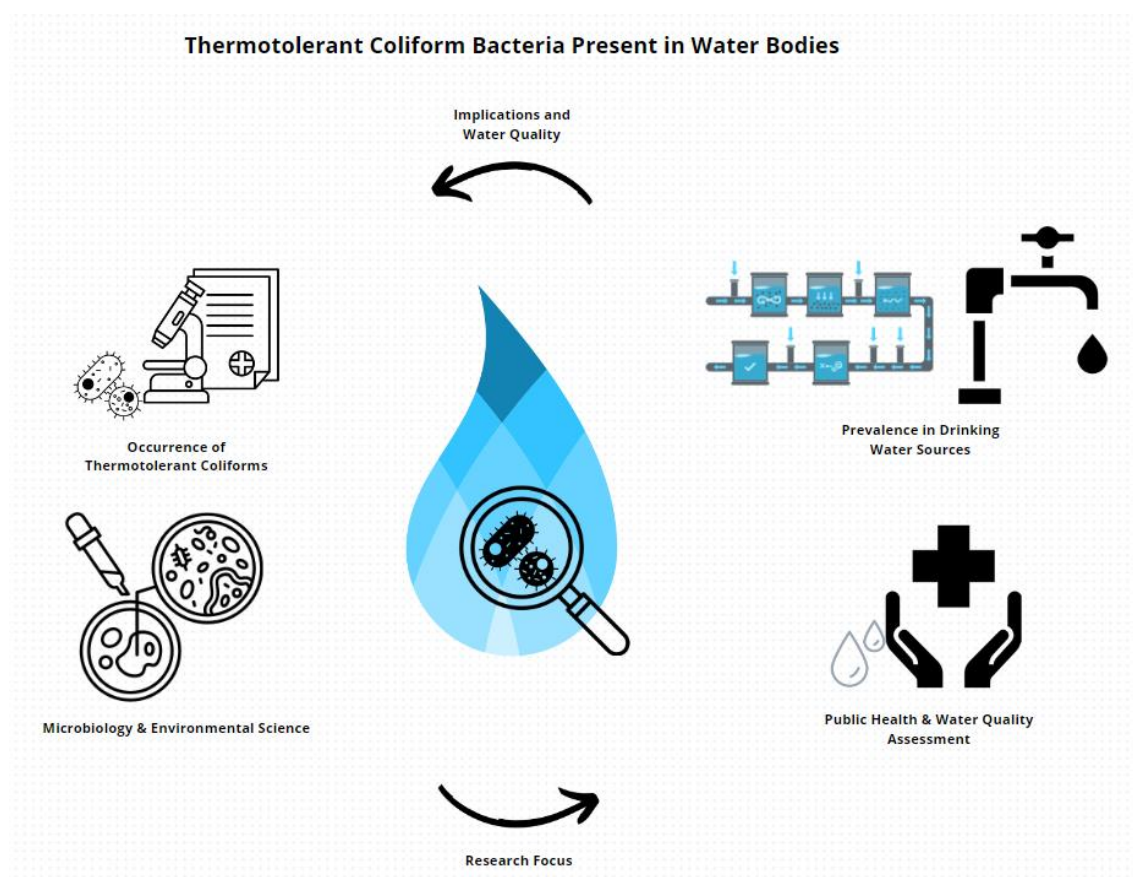 Thermotolerant Coliform Bacteria Present in Water Bodies
Implications and
Water Quality
Occurrence of
Thermotolerant Coliforms
Prevalence in Drinking
Water Sources
Microbiology & Environmental Science
Public Health & Water Quality
Assessment
Research Focus